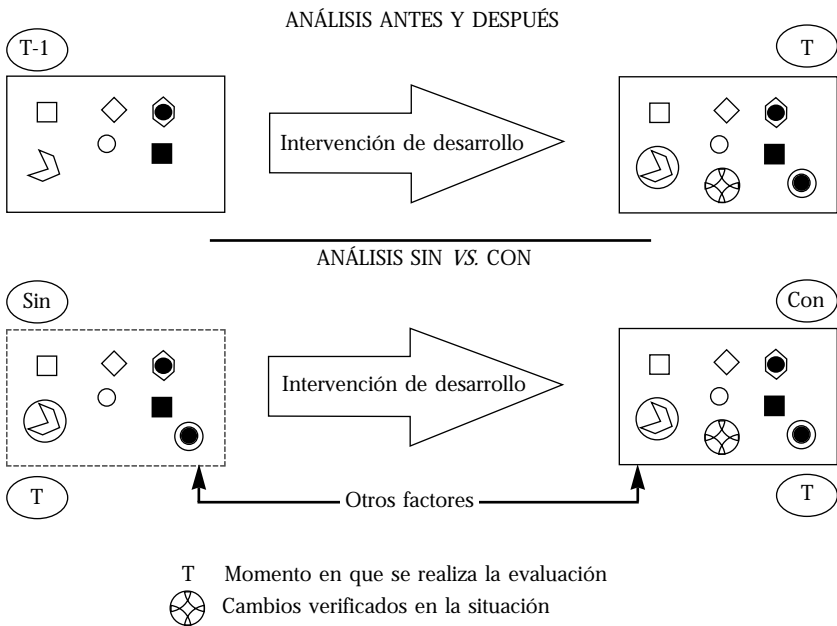 ANÁLISIS ANTES Y DESPUÉS
T-1
T
Intervención de desarrollo
ANÁLISIS SIN VS. CON
Sin
Con
Intervención de desarrollo
T
Otros factores
T
T Momento en que se realiza la evaluación
Cambios verificados en la situación